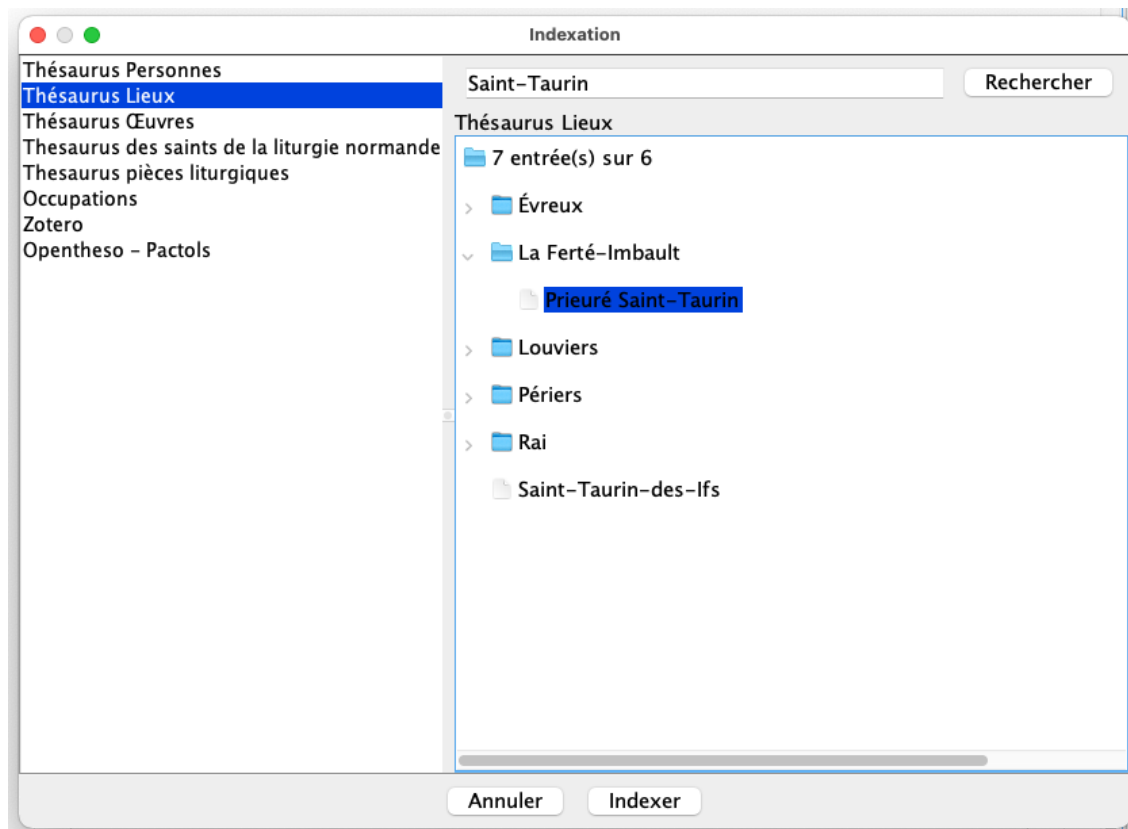 Indexation
Thésaurus Personnes
Thésaurus Lieux
Thésaurus Œuvres
Thesaurus des saints de la liturgie normande
Thesaurus pièces liturgiques
Occupations
Zotero
Opentheso – Pactols
Saint-Taurin
Rechercher
Thésaurus Lieux
7 entrée(s) sur 6
Évreux
La Ferté-Imbault
Prieuré Saint-Taurin
Louviers
Périers
Rai
Saint-Taurin-des-Ifs
Annuler
Indexer